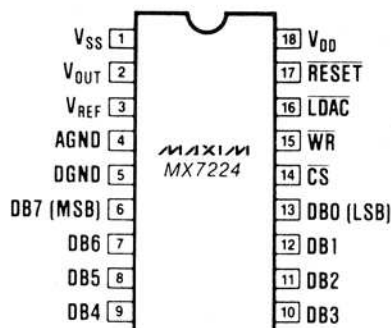 VSS 1 18 VDD
VOUT 2 17 RESET
VREF 3 16 LDAC
AGND 4 MAXIM 15 WR
DGND 5 MX7224 14 CS
DB7 (MSB) 6 13 DB0 (LSB)
DB6 7 12 DB1
DB5 8 11 DB2
DB4 9 10 DB3